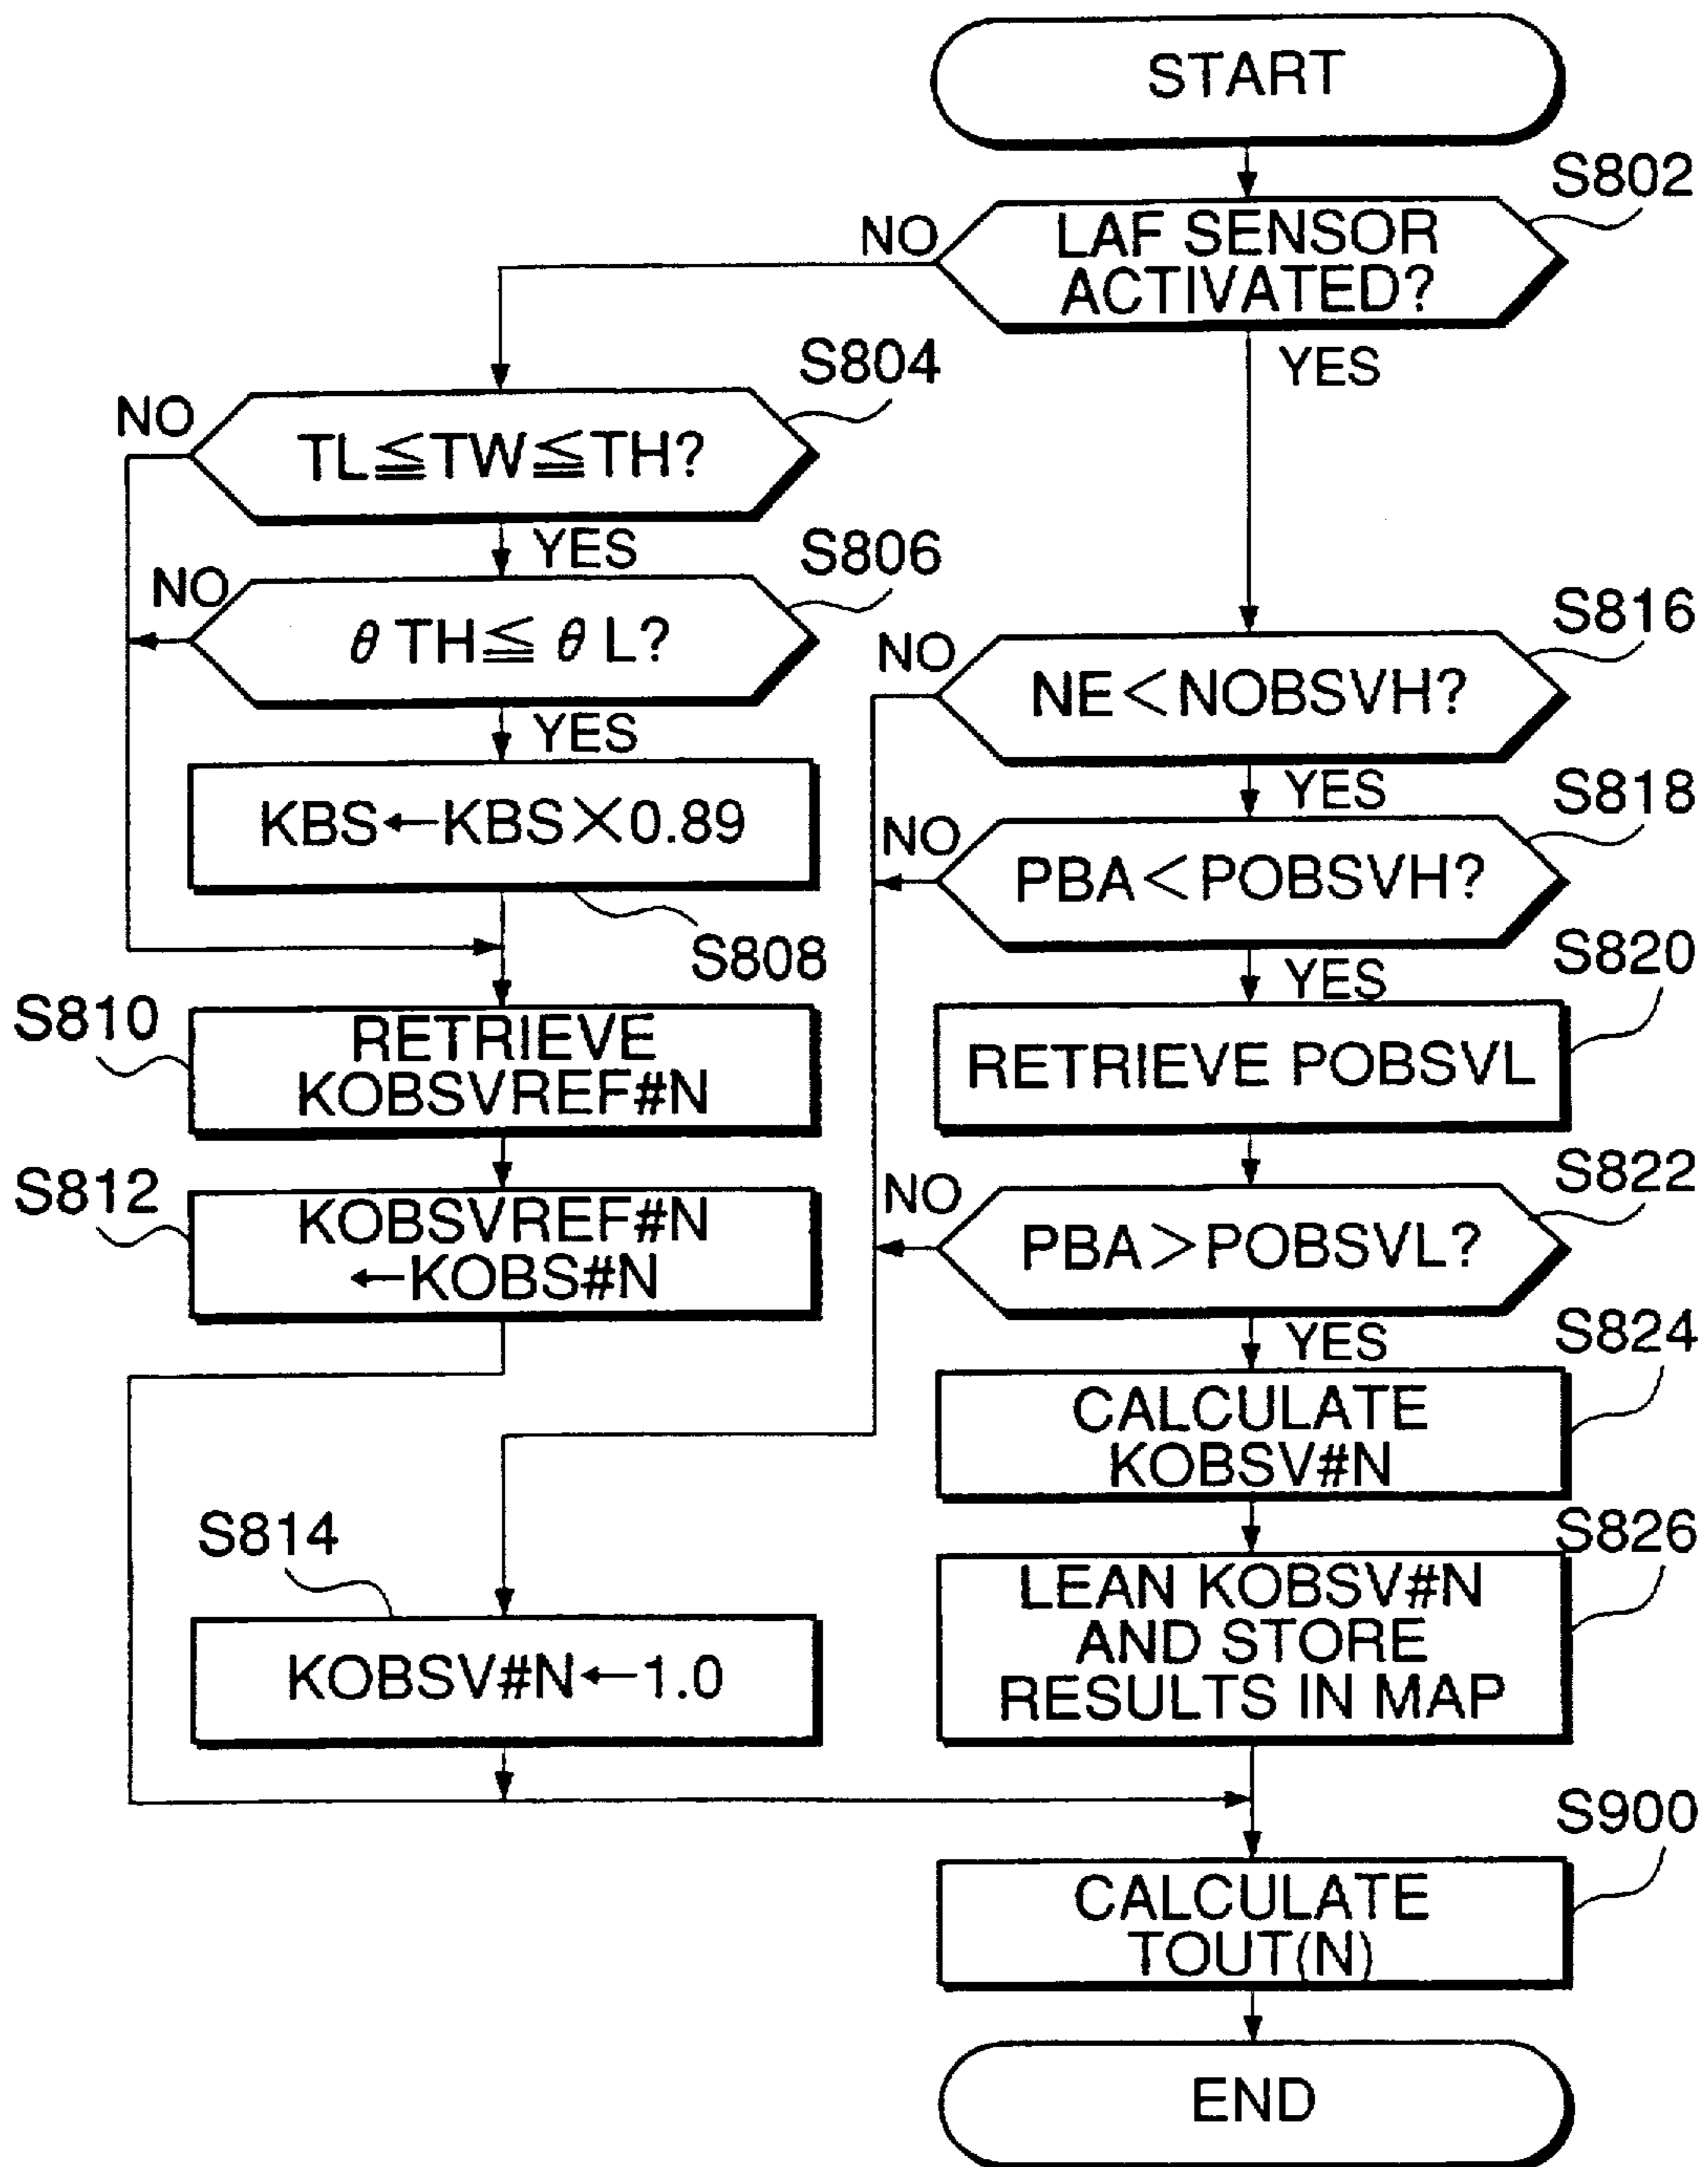 START
S802
NO
LAF SENSOR
ACTIVATED?
YES
S804
NO
TL≦TW≦TH?
YES
S806
NO
θ TH≦ θ L?
YES
KBS←KBS×0.89
S808
S810
RETRIEVE
KOBSVREF#N
S812
KOBSVREF#N
←KOBS#N
S816
NO
NE<NOBSVH?
YES
S818
NO
PBA<POBSVH?
YES
S820
RETRIEVE POBSVL
S822
NO
PBA>POBSVL?
YES
S824
CALCULATE
KOBSV#N
S826
LEAN KOBSV#N
AND STORE
RESULTS IN MAP
S814
KOBSV#N←1.0
S900
CALCULATE
TOUT(N)
END